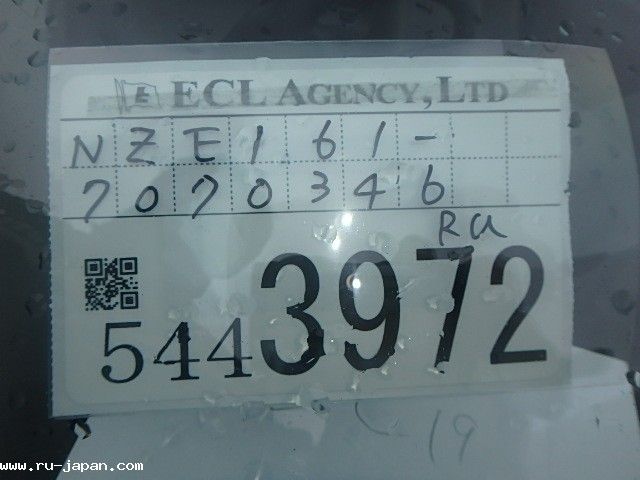 ECL AGENCY, LTD
NZE161-
7070346
RU
5443972
19
www.ru-japan.com